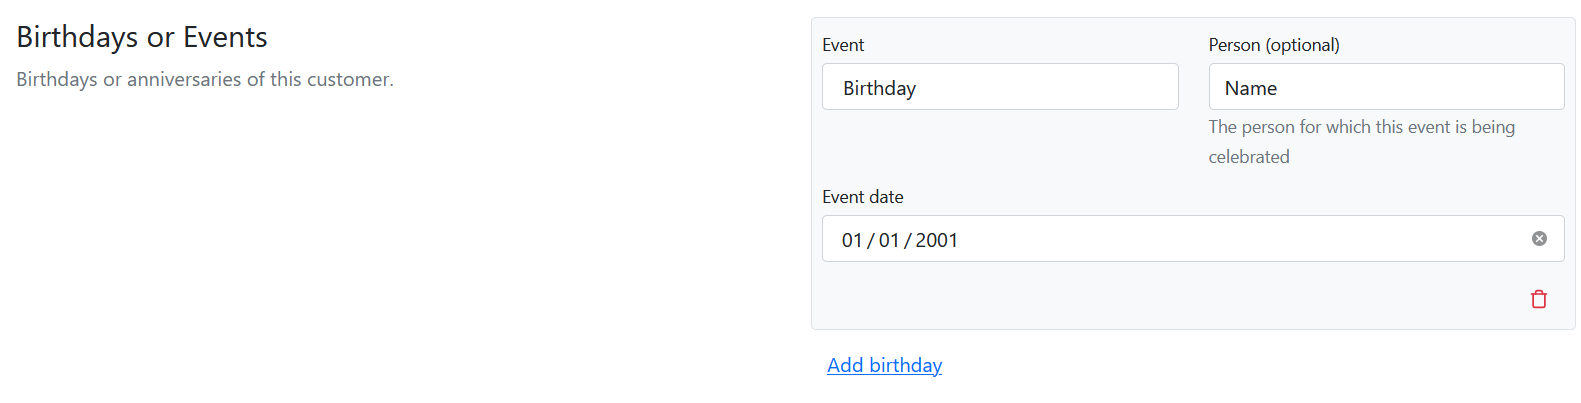 Birthdays or Events
Birthdays or anniversaries of this customer.
Event
Person (optional)
Birthday
Name
The person for which this event is being
celebrated
Event date
01 / 01 / 2001
Add birthday